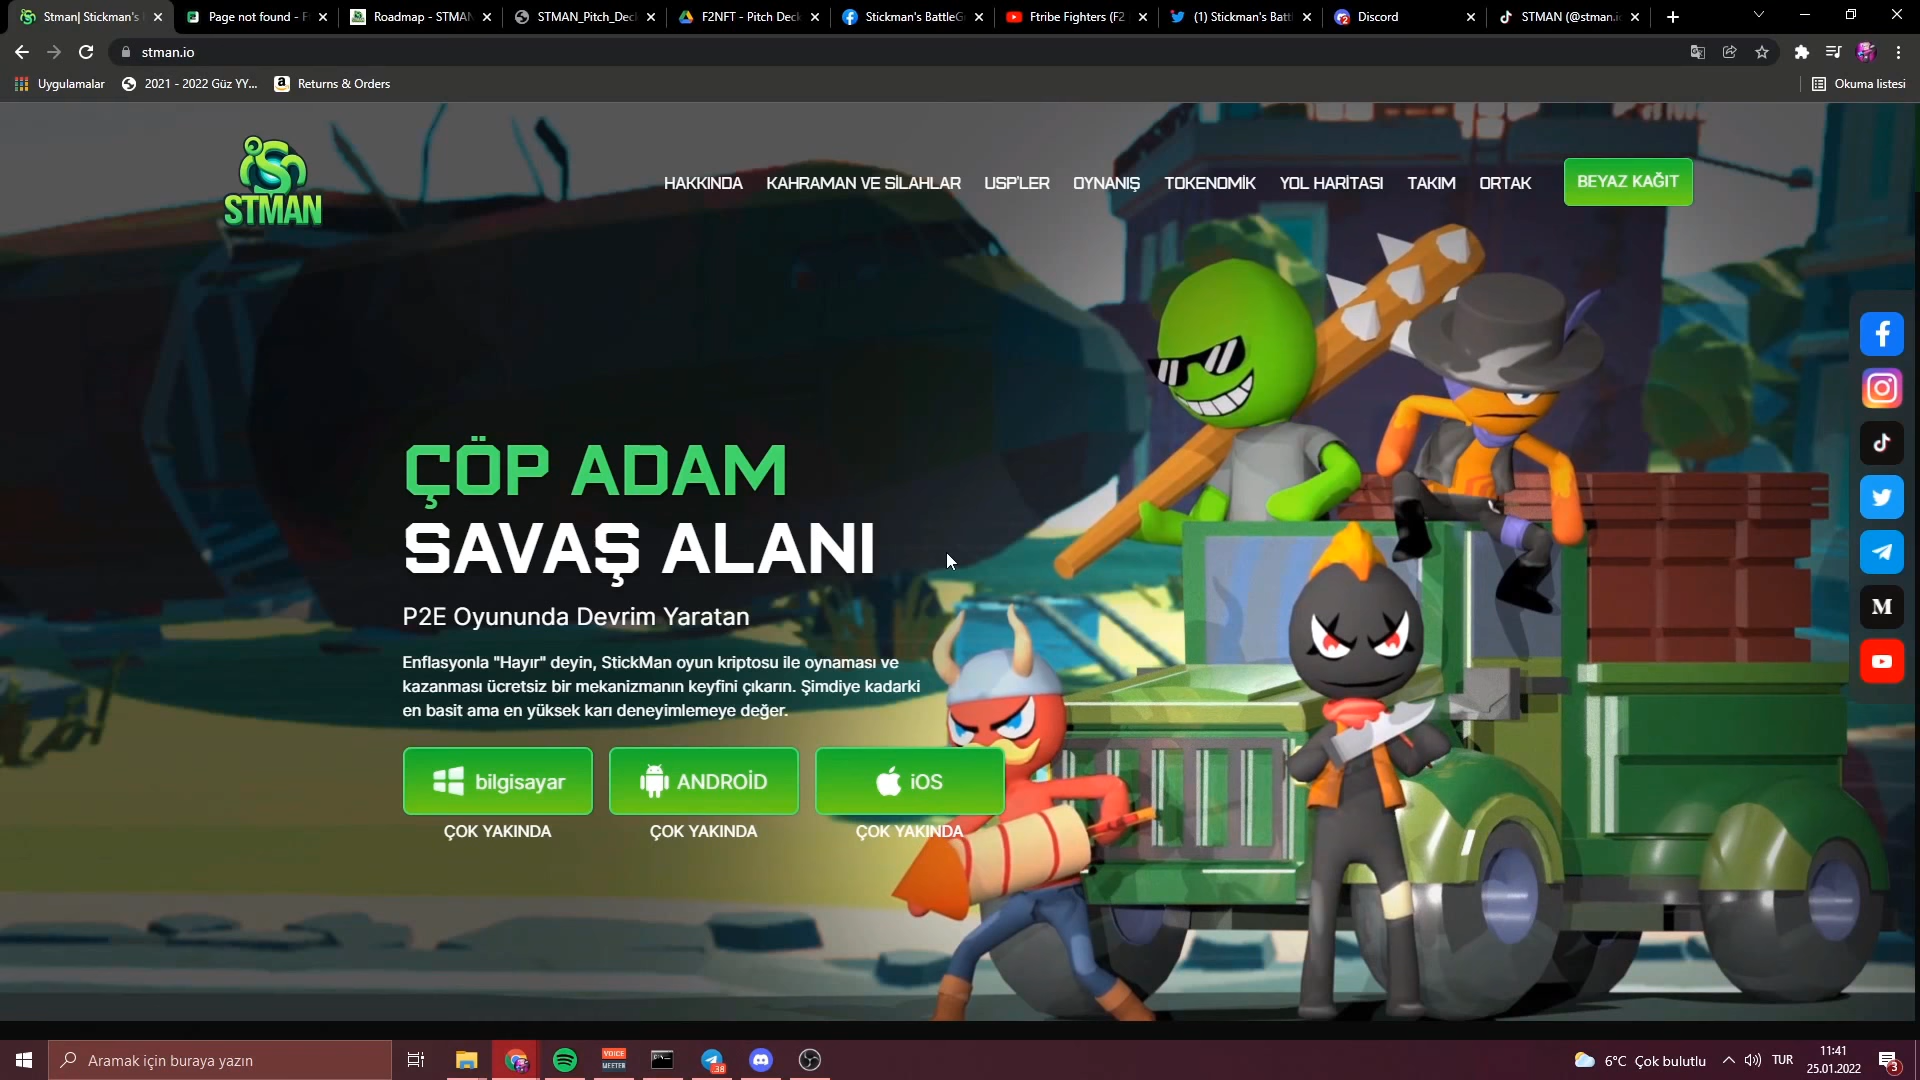 Stman| Stickman's
Page not found - F
Roadmap - STMAN
STMAN_Pitch_Deck
F2NFT - Pitch Deck
Stickman's BattleG
Ftribe Fighters (F2
(1) Stickman's Batt
Discord
STMAN (@stman.i
stman.io
Uygulamalar
2021 - 2022 Güz YY...
Returns & Orders
Okuma listesi
STMAN
HAKKINDA
KAHRAMAN VE SİLAHLAR
USP'LER
OYNANIŞ
TOKENOMİK
YOL HARİTASI
TAKIM
ORTAK
BEYAZ KAĞIT
ÇÖP ADAM
SAVAŞ ALANI
P2E Oyununda Devrim Yaratan
Enflasyonla "Hayır" deyin, StickMan oyun kriptosu ile oynaması ve
kazanması ücretsiz bir mekanizmanın keyfini çıkarın. Şimdiye kadarki
en basit ama en yüksek karı deneyimlemeye değer.
bilgisayar
ANDROİD
iOS
ÇOK YAKINDA
ÇOK YAKINDA
ÇOK YAKINDA
Aramak için buraya yazın
VOICE
MEETER
38
6°C Çok bulutlu
TUR
11:41
25.01.2022
3